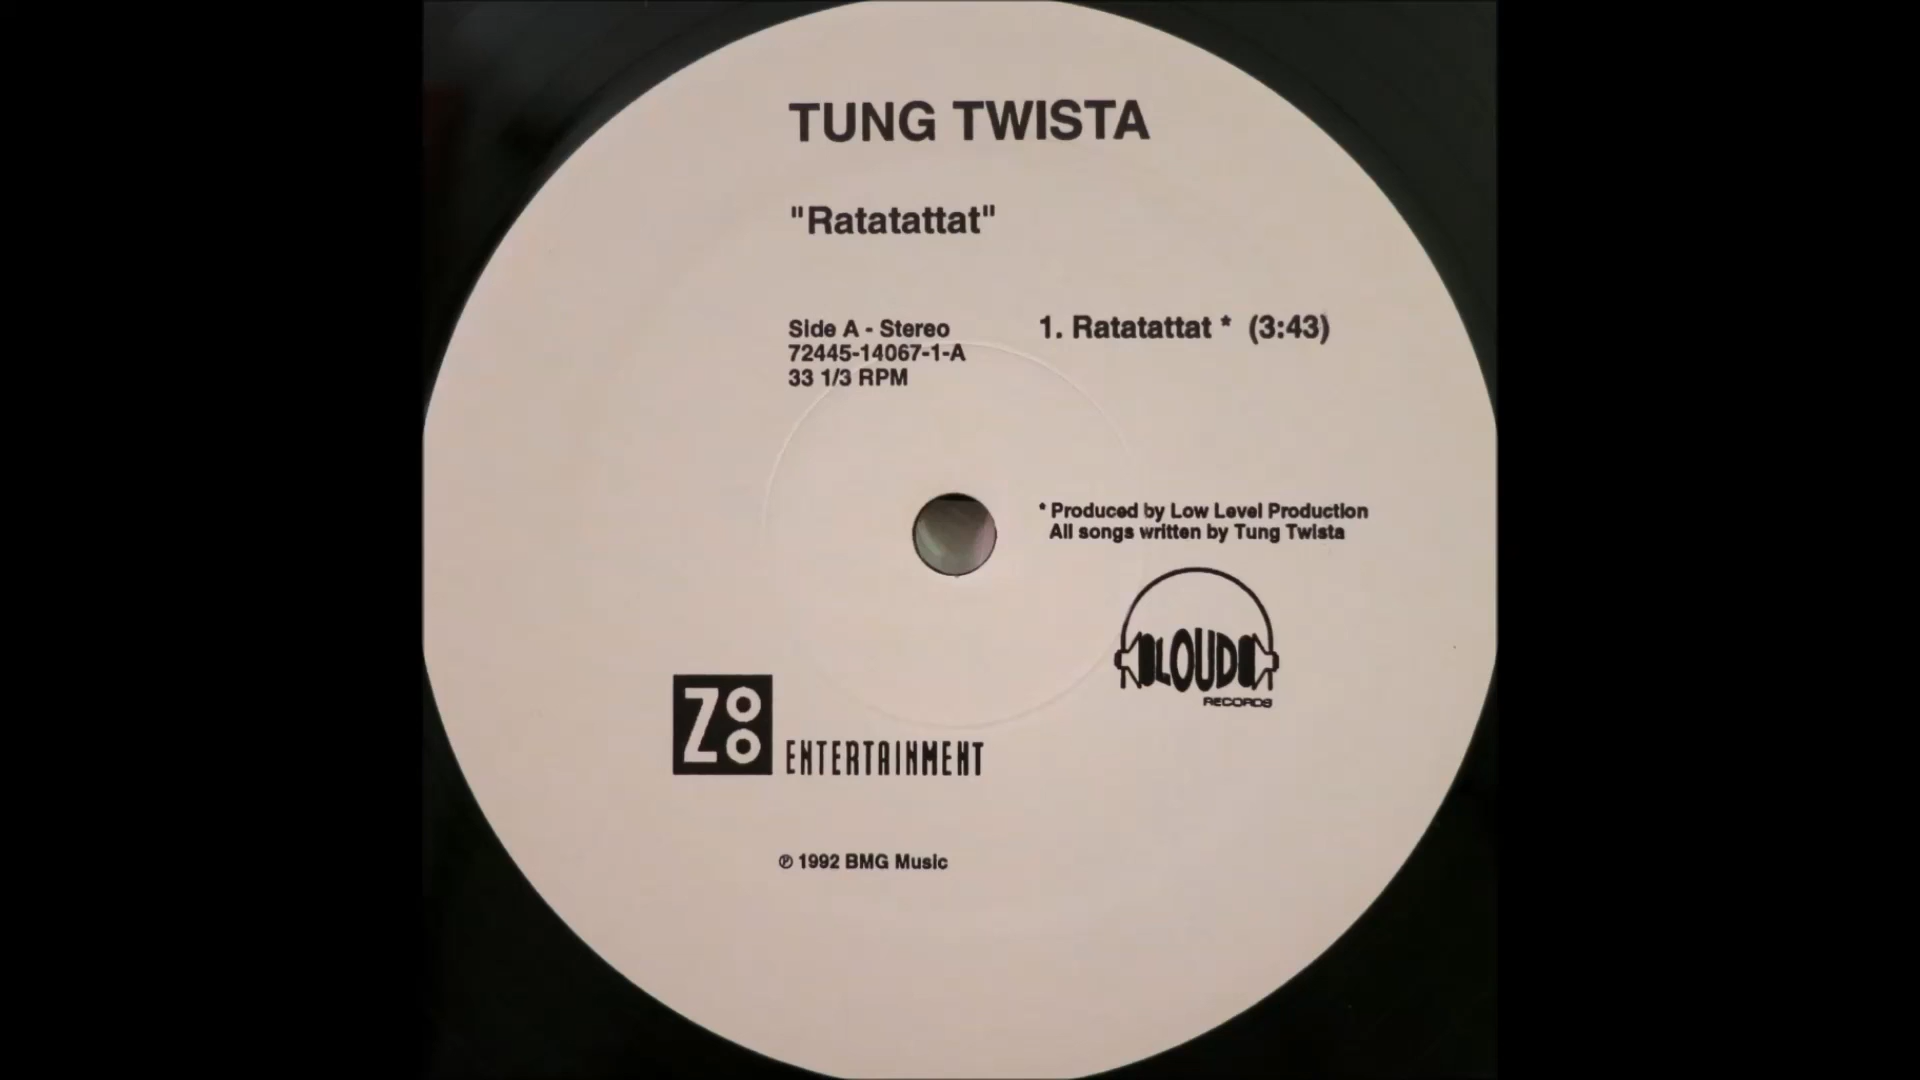 TUNG TWISTA
"Ratatattat"
Side A - Stereo
72445-14067-1-A
33 1/3 RPM
1. Ratatattat * (3:43)
* Produced by Low Level Production
All songs written by Tung Twista
LOUD
RECORDS
ZOO
ENTERTAINMENT
℗ 1992 BMG Music